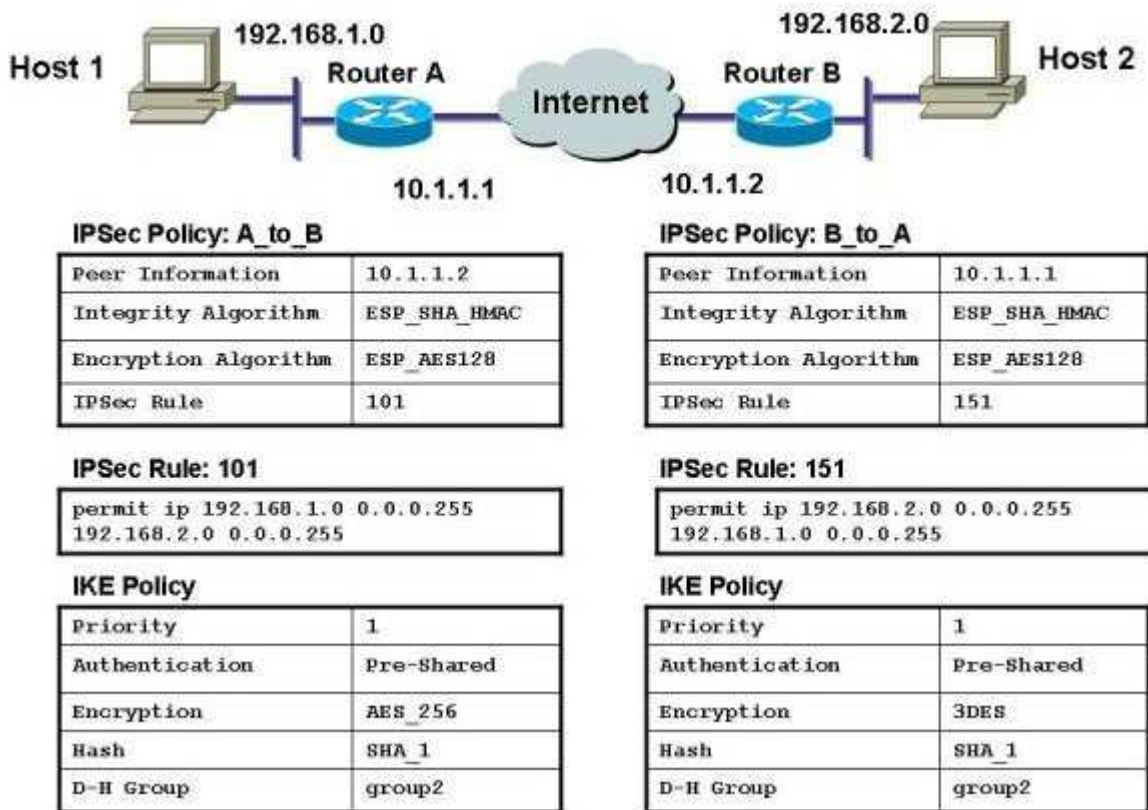 192.168.1.0
192.168.2.0
Host 1
Router A
Internet
Router B
Host 2
10.1.1.1
10.1.1.2
IPSec Policy: A_to_B
Peer Information 10.1.1.2
Integrity Algorithm ESP_SHA_HMAC
Encryption Algorithm ESP_AES128
IPSec Rule 101
IPSec Rule: 101
permit ip 192.168.1.0 0.0.0.255
192.168.2.0 0.0.0.255
IKE Policy
Priority 1
Authentication Pre-Shared
Encryption AES_256
Hash SHA_1
D-H Group group2
IPSec Policy: B_to_A
Peer Information 10.1.1.1
Integrity Algorithm ESP_SHA_HMAC
Encryption Algorithm ESP_AES128
IPSec Rule 151
IPSec Rule: 151
permit ip 192.168.2.0 0.0.0.255
192.168.1.0 0.0.0.255
IKE Policy
Priority 1
Authentication Pre-Shared
Encryption 3DES
Hash SHA_1
D-H Group group2